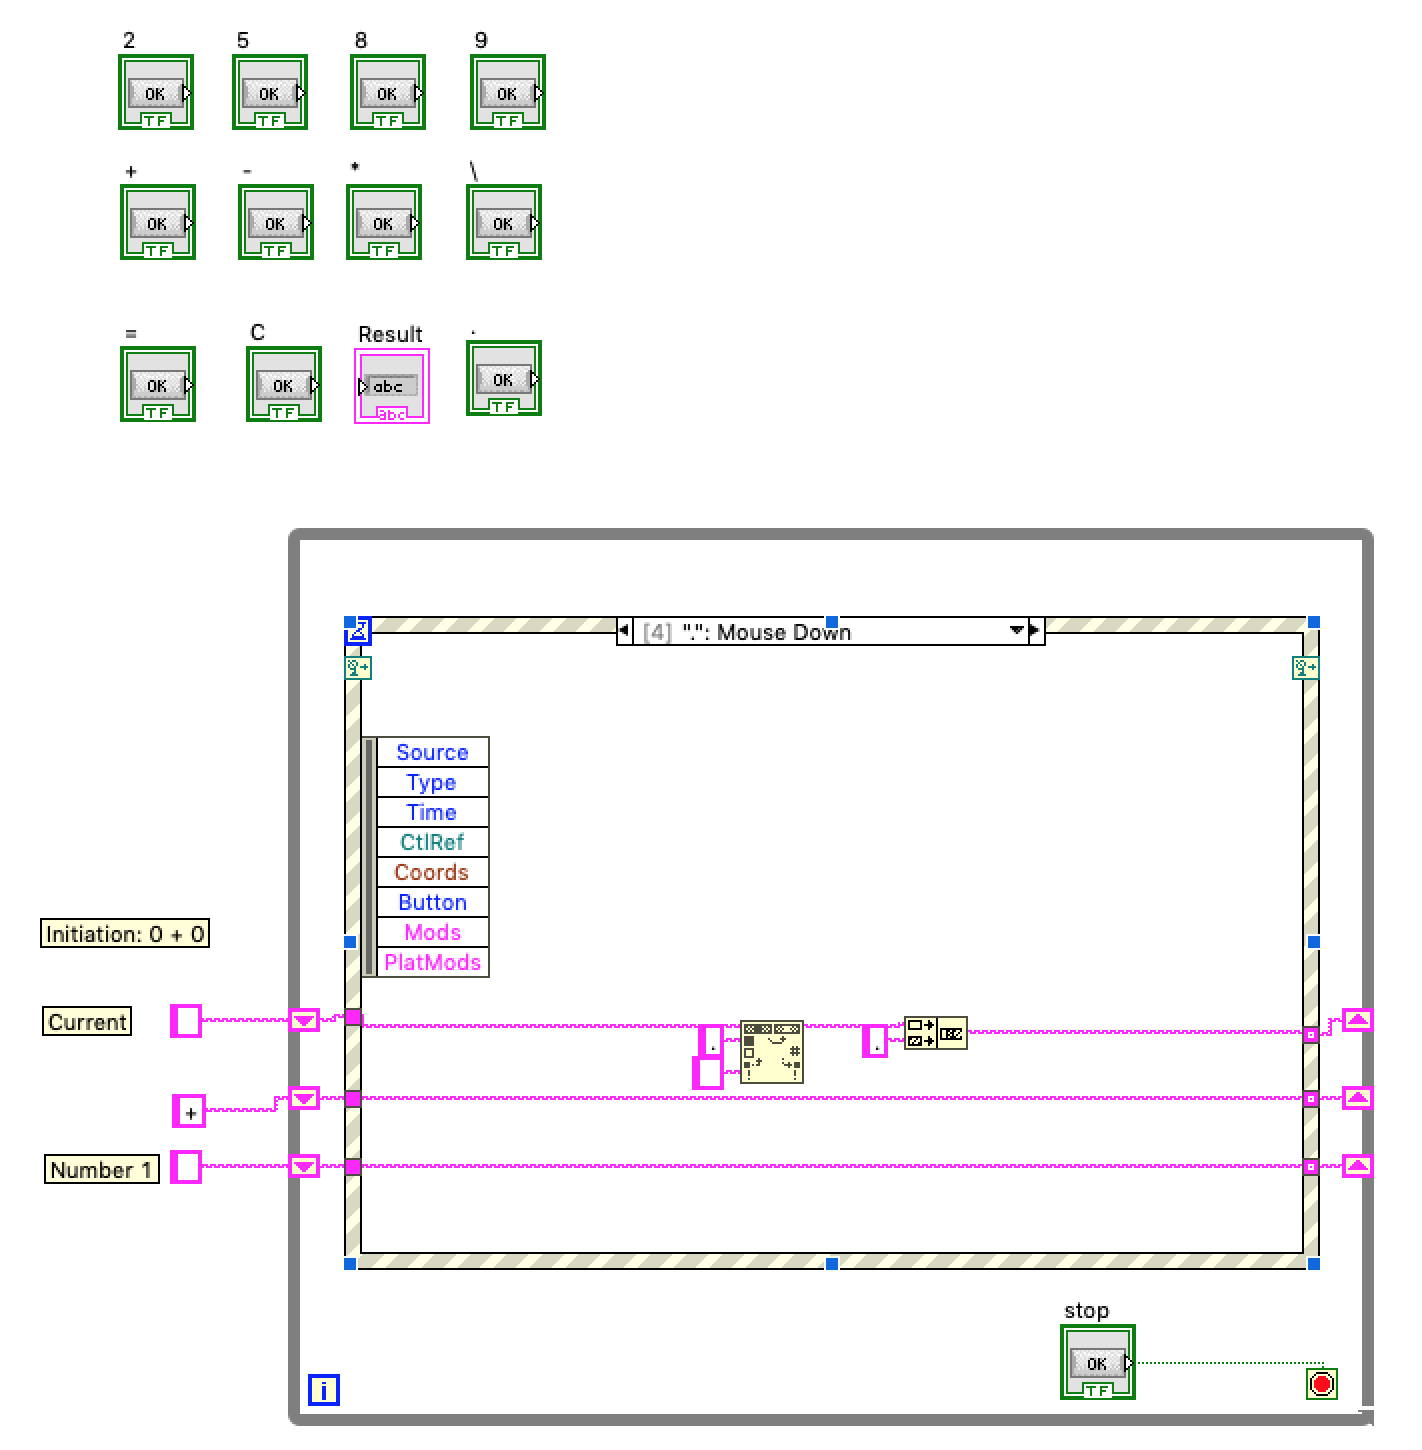 2 5 8 9
OK OK OK OK
TF TF TF TF
+ - * \
OK OK OK OK
TF TF TF TF
= C Result .
OK OK abc OK
TF TF abc TF
[4] ".": Mouse Down
Source
Type
Time
CtlRef
Coords
Button
Mods
PlatMods
Initiation: 0 + 0
Current
. .
+
Number 1
stop
OK
TF
i